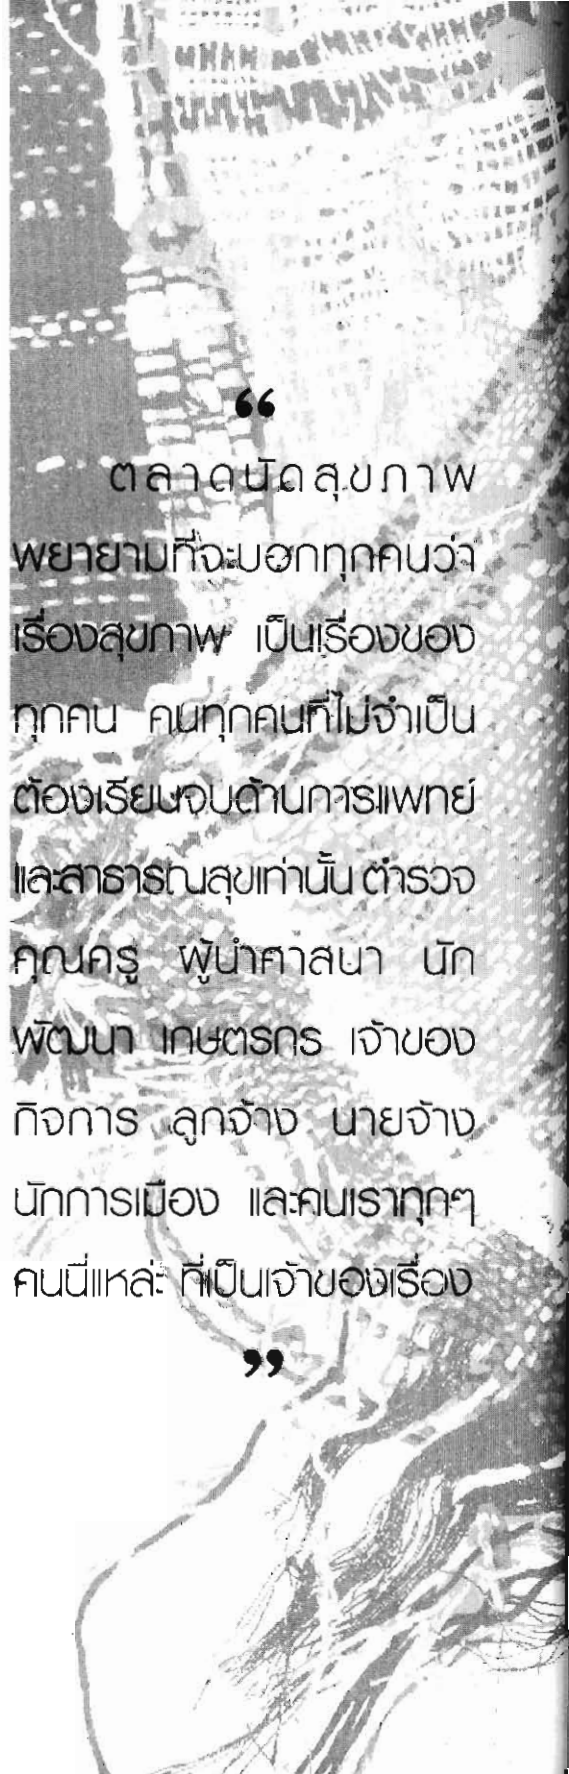 “
ตลาดนัดสุขภาพ
พยายามที่จะบอกทุกคนว่า
เรื่องสุขภาพ เป็นเรื่องของ
ทุกคน คนทุกคนที่ไม่จำเป็น
ต้องเรียนจบด้านการแพทย์
และสาธารณสุขเท่านั้น ตำรวจ
คุณครู ผู้นำศาสนา นัก
พัฒนา เกษตรกร เจ้าของ
กิจการ ลูกจ้าง นายจ้าง
นักการเมือง และคนเราทุกๆ
คนนี่แหล่ะ ที่เป็นเจ้าของเรื่อง
”